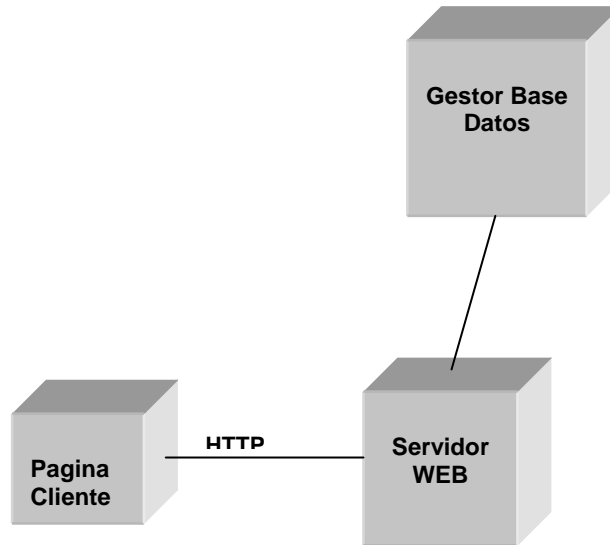 Gestor Base
Datos
HTTP
Servidor
WEB
Pagina
Cliente